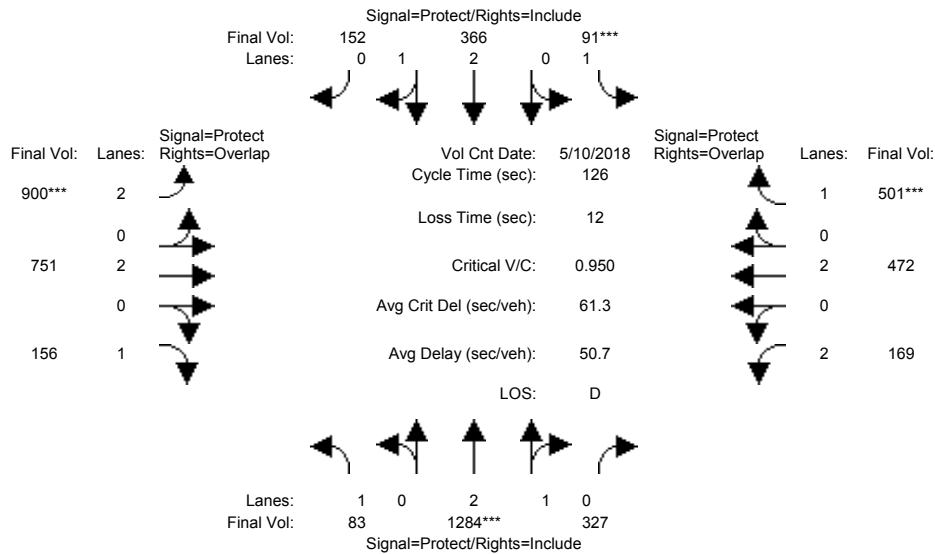 Signal=Protect/Rights=Include
Final Vol: 152 366 91***
Lanes: 0 1 2 0 1
Signal=Protect
Final Vol: Lanes: Rights=Overlap
Vol Cnt Date: 5/10/2018
Signal=Protect
Rights=Overlap Lanes: Final Vol:
Cycle Time (sec): 126
900*** 2
1 501***
Loss Time (sec): 12
0
0
751 2
Critical V/C: 0.950
2 472
0
Avg Crit Del (sec/veh): 61.3
0
156 1
Avg Delay (sec/veh): 50.7
2 169
LOS: D
Lanes: 1 0 2 1 0
Final Vol: 83 1284*** 327
Signal=Protect/Rights=Include